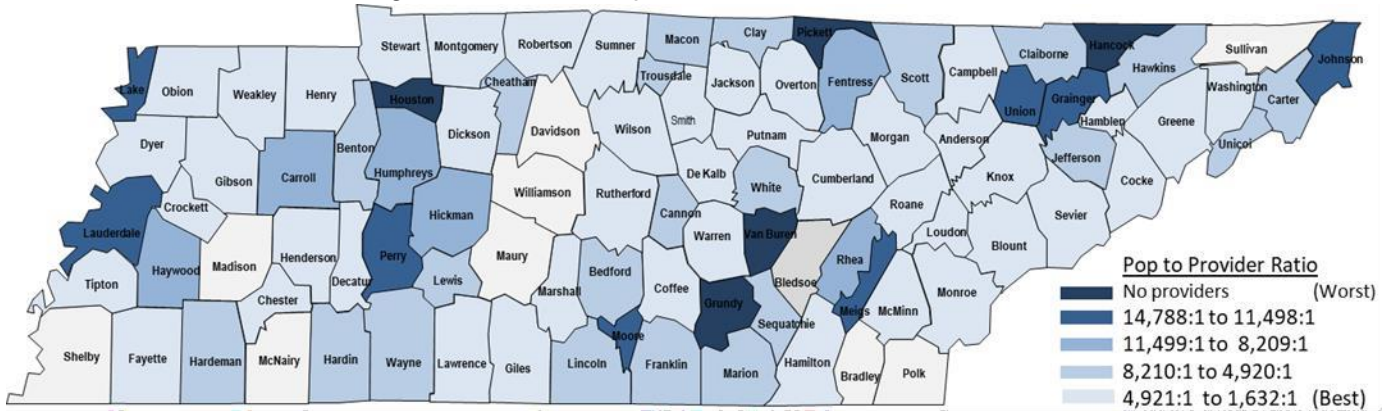 Stewart
Montgomery
Robertson
Sumner
Macon
Clay
Pickett
Hancock
Sullivan
Johnson
Lake
Obion
Weakley
Henry
Houston
Cheatham
Trousdale
Jackson
Overton
Fentress
Scott
Campbell
Claiborne
Hawkins
Union
Grainger
Hamblen
Washington
Carter
Greene
Unicoi
Dyer
Gibson
Carroll
Benton
Humphreys
Dickson
Davidson
Wilson
Smith
Putnam
Morgan
Anderson
Knox
Jefferson
Cocke
Crockett
Lauderdale
Haywood
Madison
Henderson
Decatur
Perry
Hickman
Williamson
Rutherford
Cannon
De Kalb
White
Cumberland
Roane
Loudon
Blount
Sevier
Tipton
Chester
Lewis
Maury
Marshall
Bedford
Coffee
Warren
Van Buren
Bledsoe
Rhea
Meigs
McMinn
Monroe
Shelby
Fayette
Hardeman
McNairy
Hardin
Wayne
Lawrence
Giles
Lincoln
Moore
Franklin
Grundy
Sequatchie
Marion
Hamilton
Bradley
Polk
Pop to Provider Ratio
No providers (Worst)
14,788:1 to 11,498:1
11,499:1 to 8,209:1
8,210:1 to 4,920:1
4,921:1 to 1,632:1 (Best)